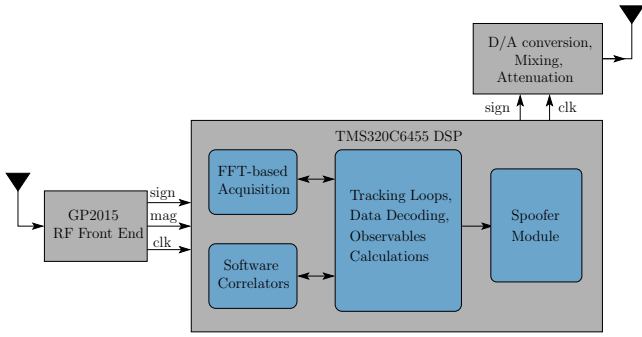 D/A conversion,
Mixing,
Attenuation
sign
clk
TMS320C6455 DSP
FFT-based
Acquisition
Tracking Loops,
Data Decoding,
Observables
Calculations
Spoofer
Module
Software
Correlators
GP2015
RF Front End
sign
mag
clk